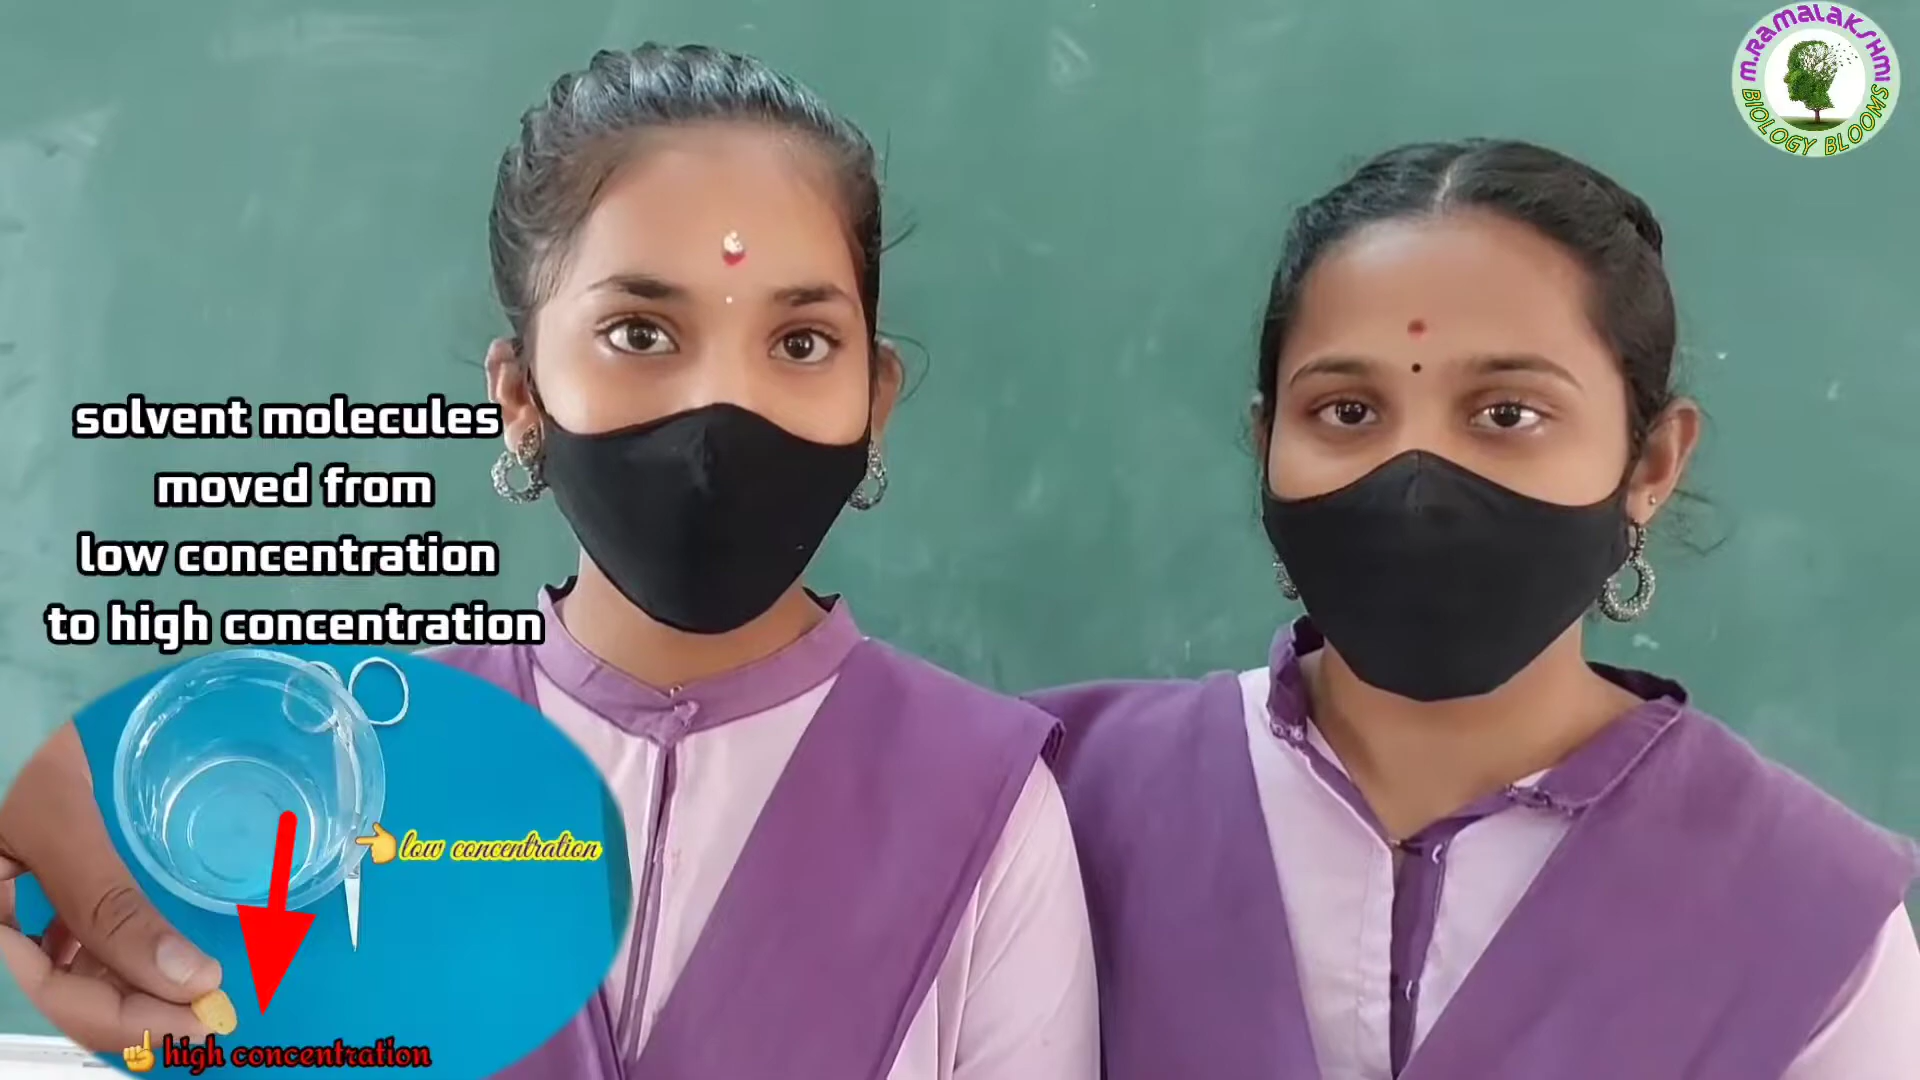 M.RAMALAKSHMI
BIOLOGY BLOOMS
solvent molecules
moved from
low concentration
to high concentration
low concentration
high concentration